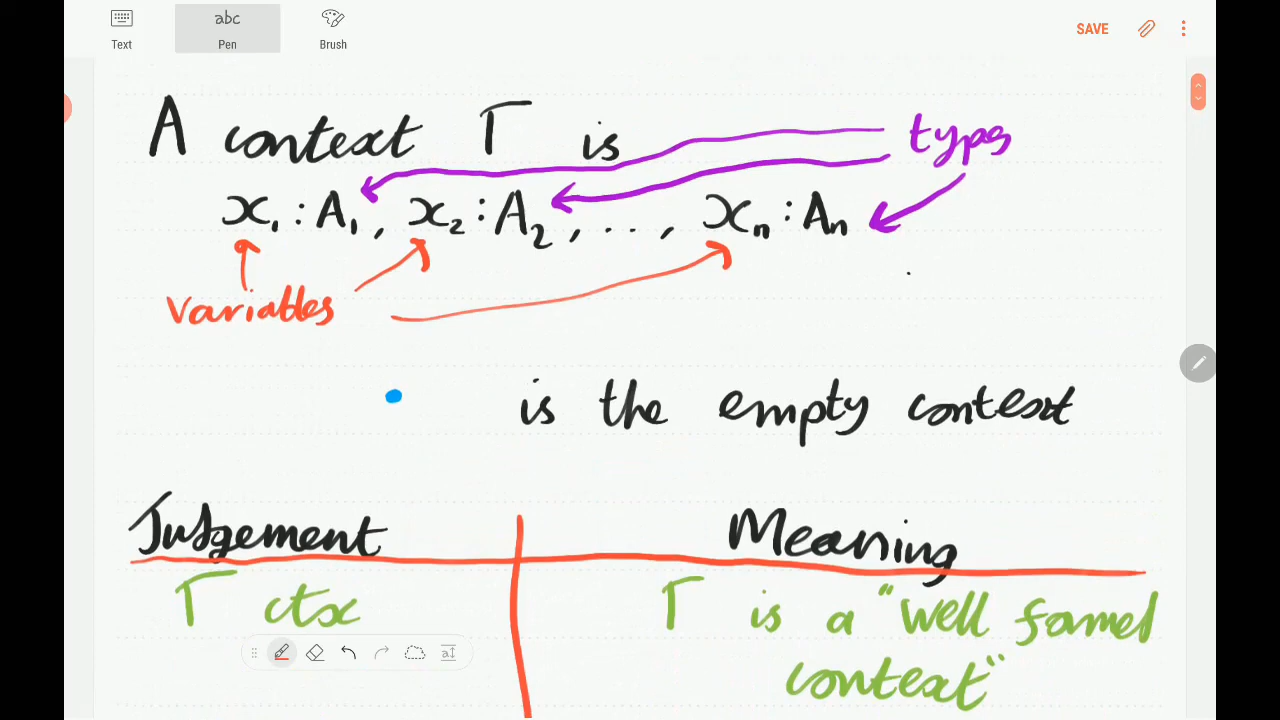 Text
abc
Pen
Brush
SAVE
A context Γ is
types
x₁ : A₁, x₂ : A₂, . . . , xₙ : Aₙ
variables
• is the empty context
Judgement Meaning
Γ ctx Γ is a "well formed
context"